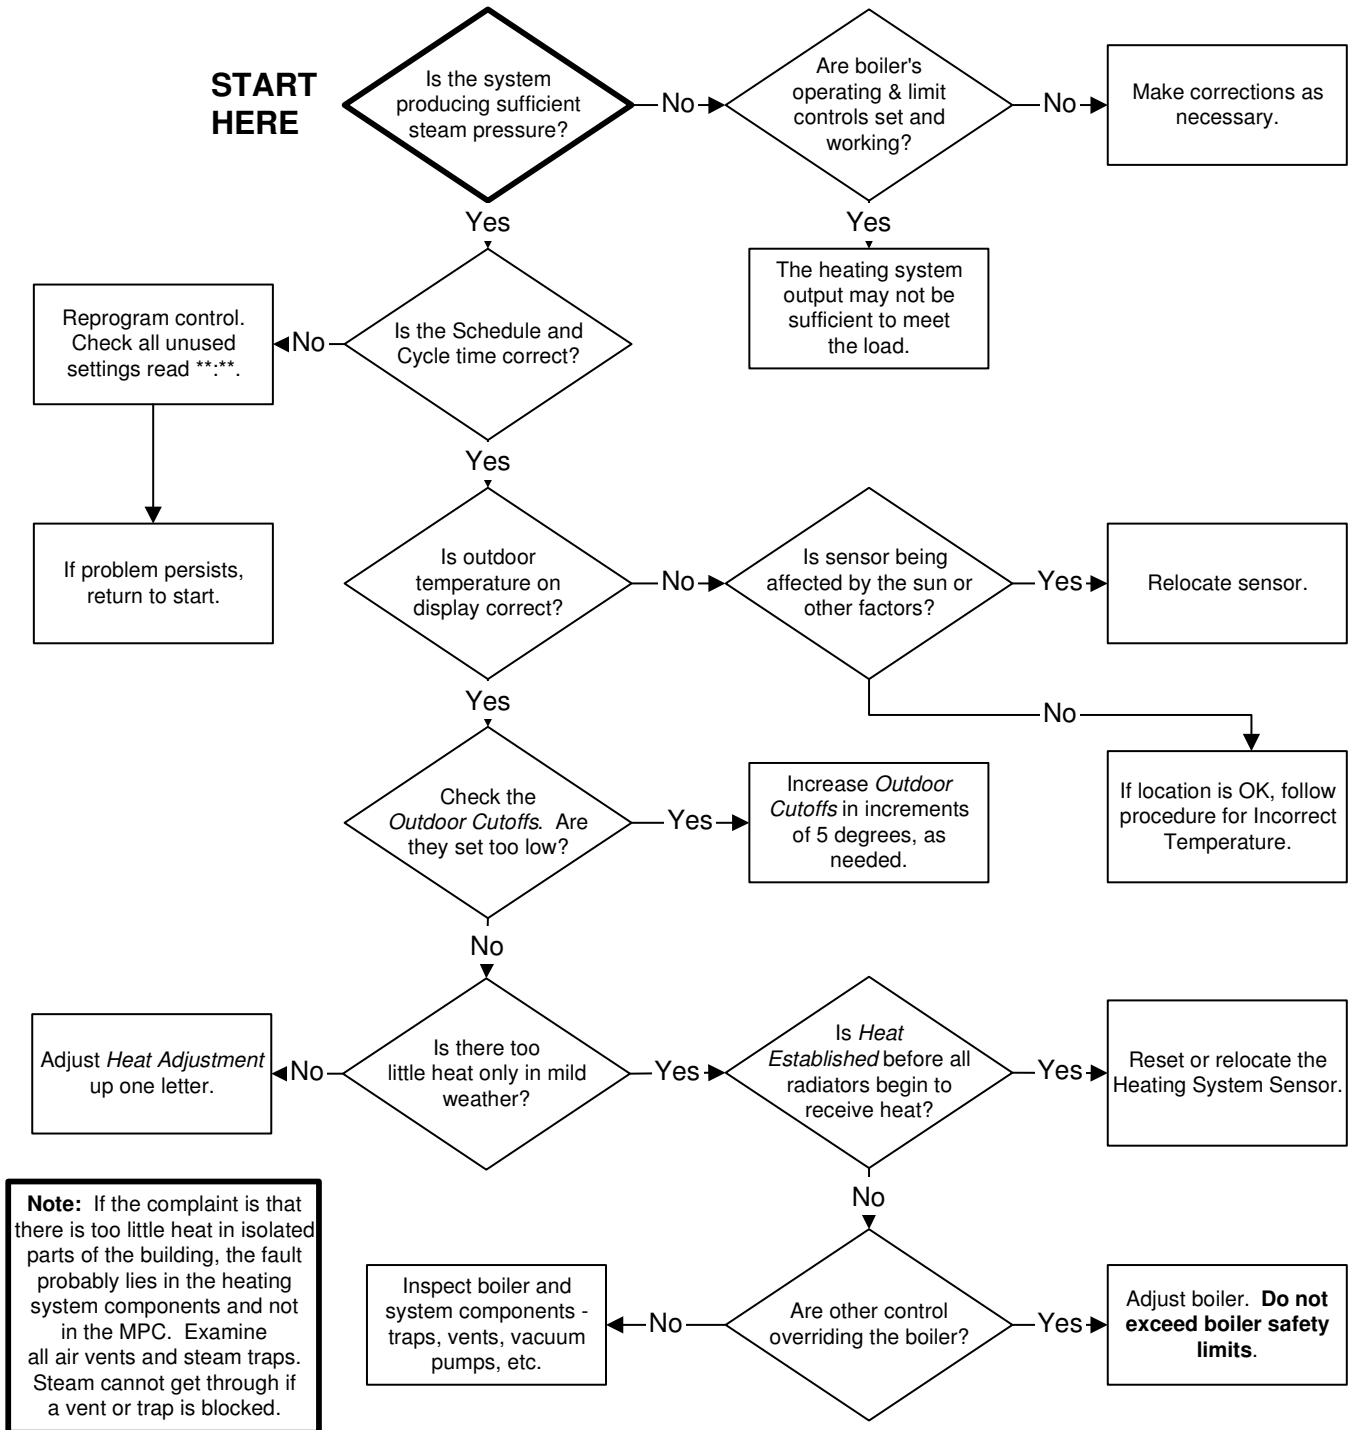 START
HERE
Is the system
producing sufficient
steam pressure?
No
Are boiler's
operating & limit
controls set and
working?
No
Make corrections as
necessary.
Yes
Yes
The heating system
output may not be
sufficient to meet
the load.
Reprogram control.
Check all unused
settings read **:**.
No
Is the Schedule and
Cycle time correct?
Yes
If problem persists,
return to start.
Is outdoor
temperature on
display correct?
No
Is sensor being
affected by the sun or
other factors?
Yes
Relocate sensor.
Yes
No
Check the
Outdoor Cutoffs. Are
they set too low?
Yes
Increase Outdoor
Cutoffs in increments
of 5 degrees, as
needed.
If location is OK, follow
procedure for Incorrect
Temperature.
No
Adjust Heat Adjustment
up one letter.
No
Is there too
little heat only in mild
weather?
Yes
Is Heat
Established before all
radiators begin to
receive heat?
Yes
Reset or relocate the
Heating System Sensor.
No
Note: If the complaint is that
there is too little heat in isolated
parts of the building, the fault
probably lies in the heating
system components and not
in the MPC. Examine
all air vents and steam traps.
Steam cannot get through if
a vent or trap is blocked.
Inspect boiler and
system components -
traps, vents, vacuum
pumps, etc.
No
Are other control
overriding the boiler?
Yes
Adjust boiler. Do not
exceed boiler safety
limits.